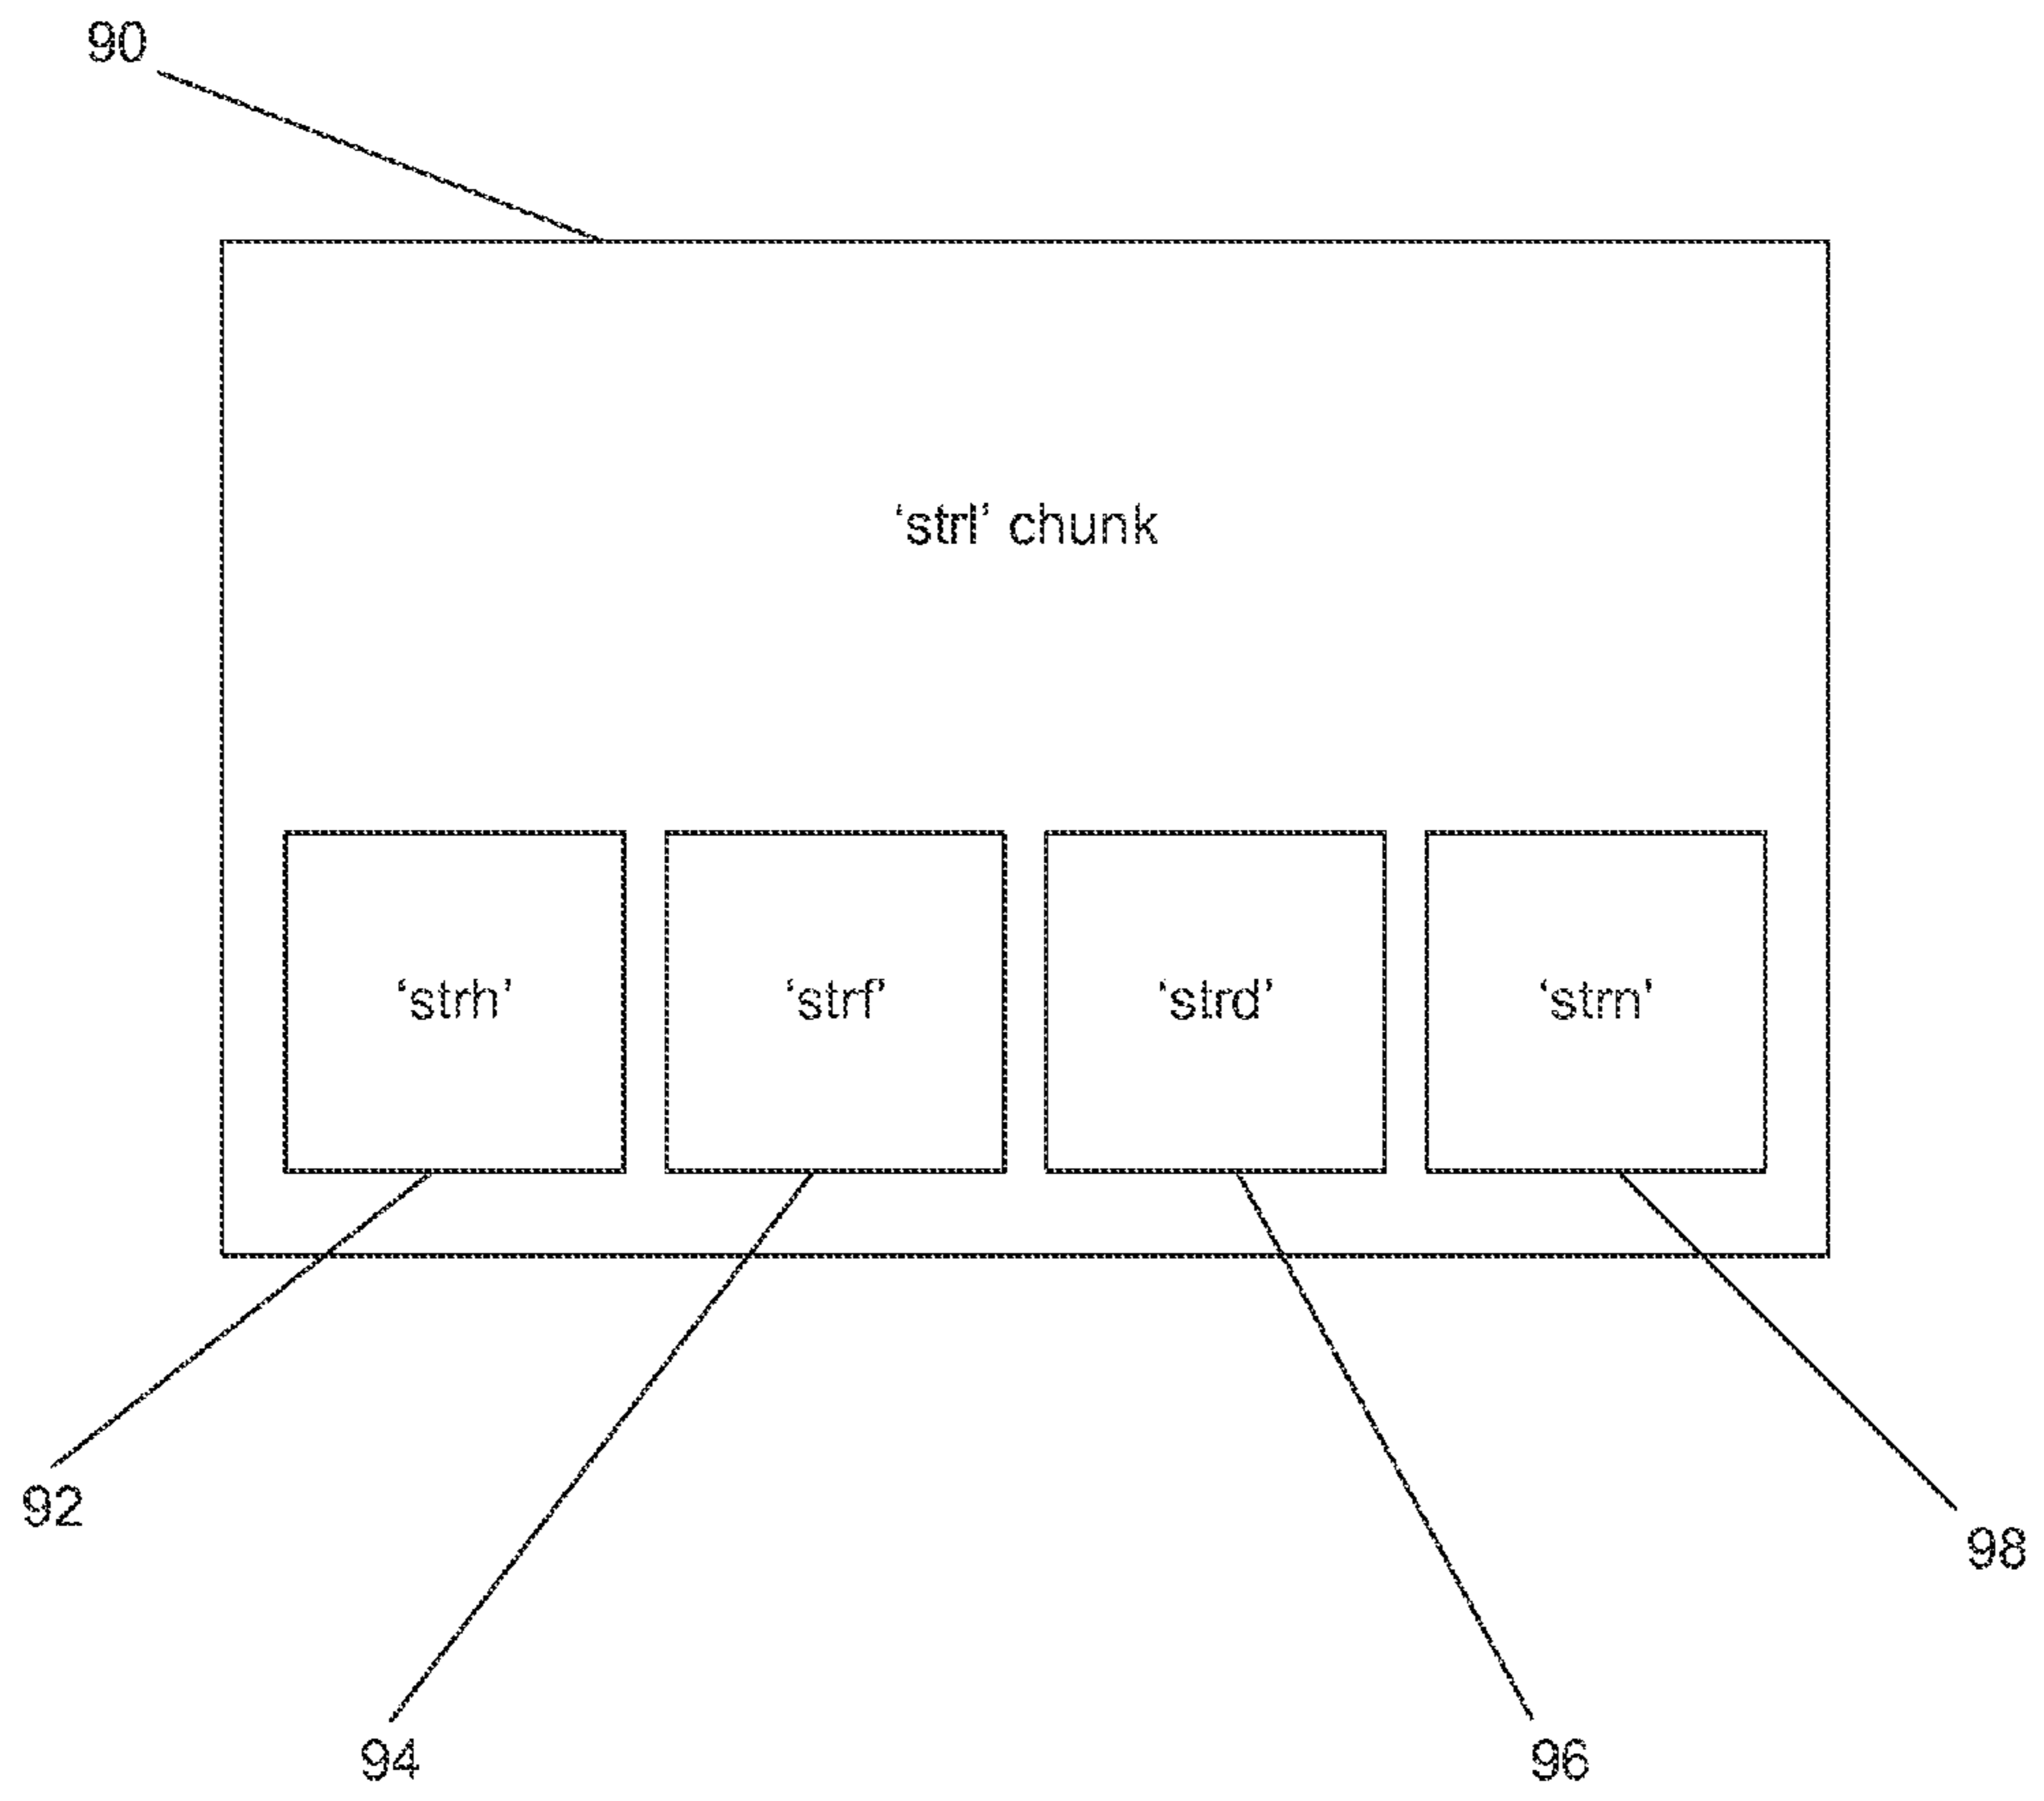 90
‘strl’ chunk
‘strh’ ‘strf’ ‘strd’ ‘strn’
92
98
94 96